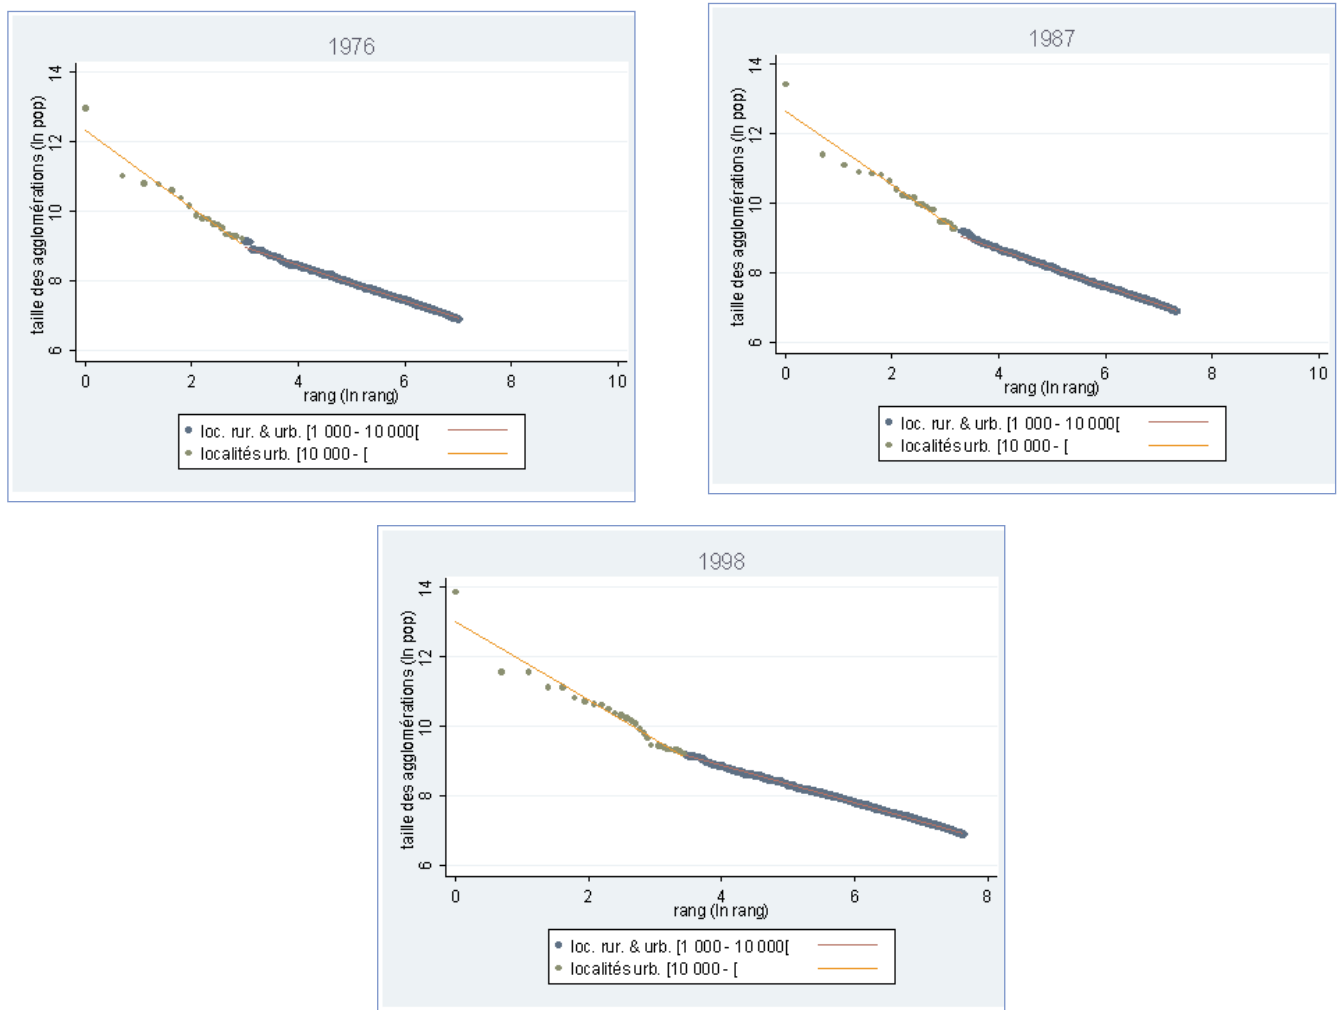 1976
taille des agglomérations (ln pop)
14
12
10
8
6
0 2 4 6 8 10
rang (ln rang)
loc. rur. & urb. [1 000 - 10 000[
localités urb. [10 000 - [
1987
taille des agglomérations (ln pop)
14
12
10
8
6
0 2 4 6 8 10
rang (ln rang)
loc. rur. & urb. [1 000 - 10 000[
localités urb. [10 000 - [
1998
taille des agglomérations (ln pop)
14
12
10
8
6
0 2 4 6 8
rang (ln rang)
loc. rur. & urb. [1 000 - 10 000[
localités urb. [10 000 - [